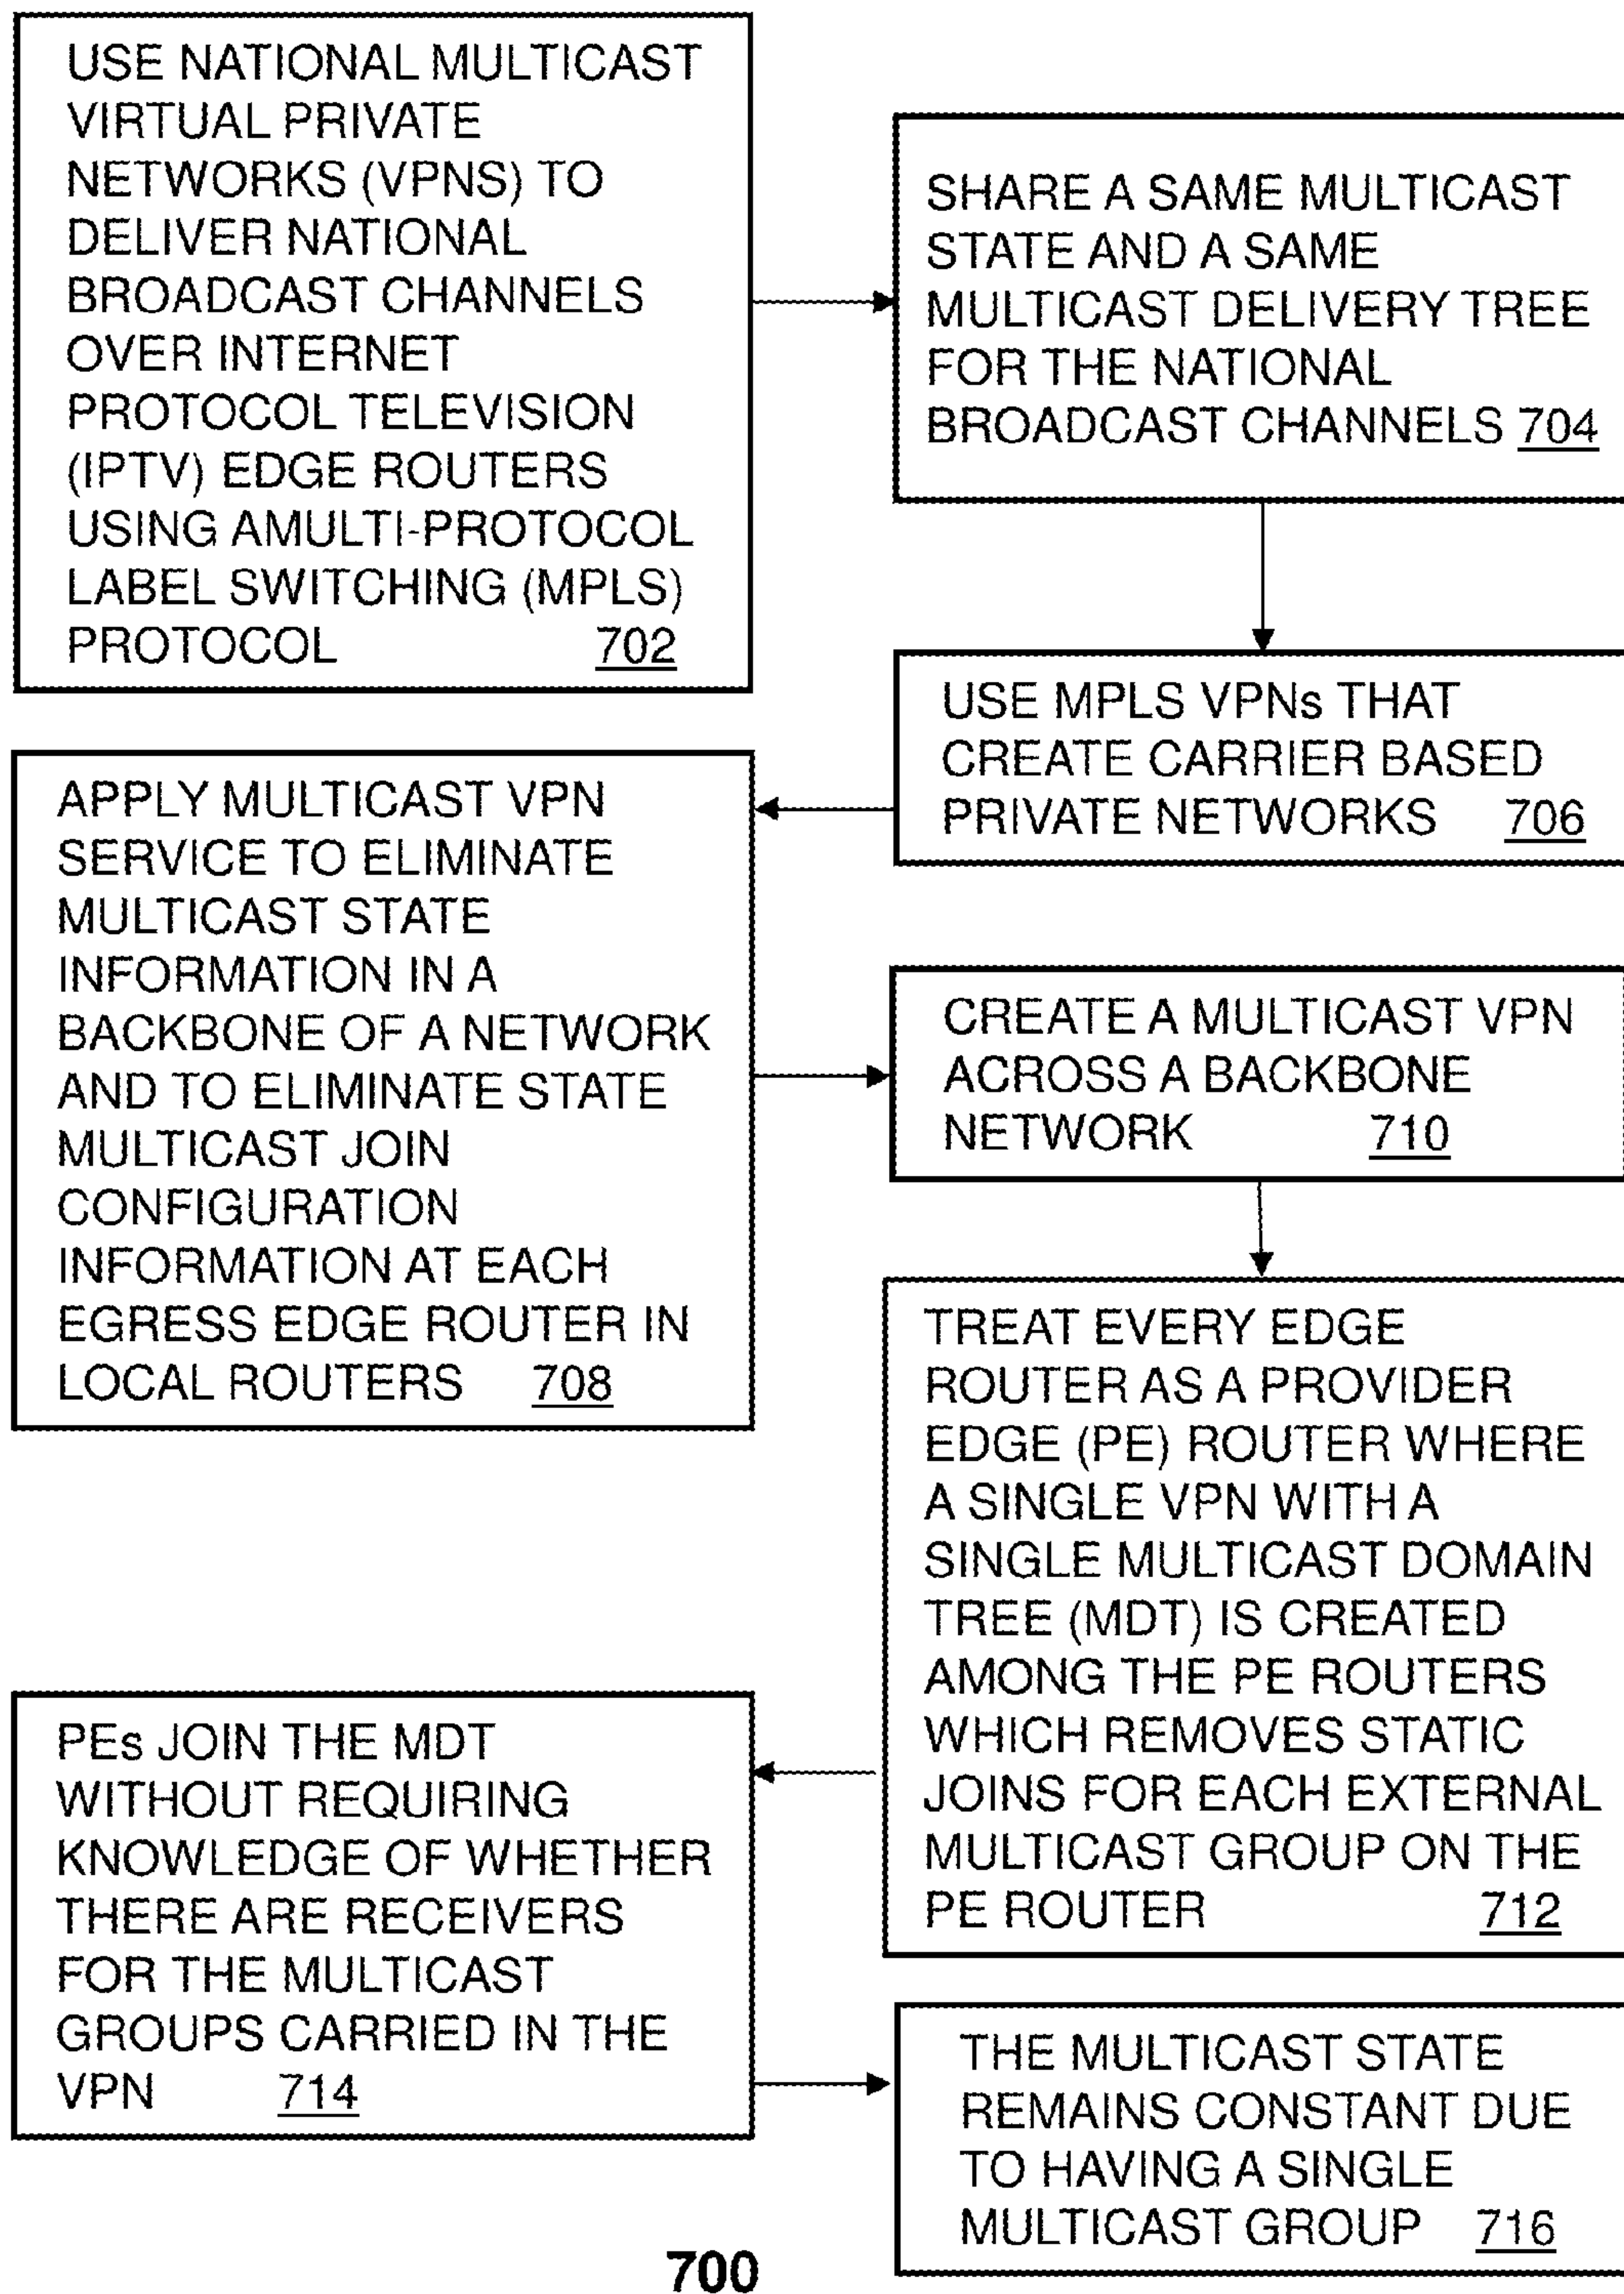 USE NATIONAL MULTICAST
VIRTUAL PRIVATE
NETWORKS (VPNS) TO
DELIVER NATIONAL
BROADCAST CHANNELS
OVER INTERNET
PROTOCOL TELEVISION
(IPTV) EDGE ROUTERS
USING AMULTI-PROTOCOL
LABEL SWITCHING (MPLS)
PROTOCOL 702
SHARE A SAME MULTICAST
STATE AND A SAME
MULTICAST DELIVERY TREE
FOR THE NATIONAL
BROADCAST CHANNELS 704
USE MPLS VPNs THAT
CREATE CARRIER BASED
PRIVATE NETWORKS 706
APPLY MULTICAST VPN
SERVICE TO ELIMINATE
MULTICAST STATE
INFORMATION IN A
BACKBONE OF A NETWORK
AND TO ELIMINATE STATE
MULTICAST JOIN
CONFIGURATION
INFORMATION AT EACH
EGRESS EDGE ROUTER IN
LOCAL ROUTERS 708
CREATE A MULTICAST VPN
ACROSS A BACKBONE
NETWORK 710
TREAT EVERY EDGE
ROUTER AS A PROVIDER
EDGE (PE) ROUTER WHERE
A SINGLE VPN WITH A
SINGLE MULTICAST DOMAIN
TREE (MDT) IS CREATED
AMONG THE PE ROUTERS
WHICH REMOVES STATIC
JOINS FOR EACH EXTERNAL
MULTICAST GROUP ON THE
PE ROUTER 712
PEs JOIN THE MDT
WITHOUT REQUIRING
KNOWLEDGE OF WHETHER
THERE ARE RECEIVERS
FOR THE MULTICAST
GROUPS CARRIED IN THE
VPN 714
THE MULTICAST STATE
REMAINS CONSTANT DUE
TO HAVING A SINGLE
MULTICAST GROUP 716
700